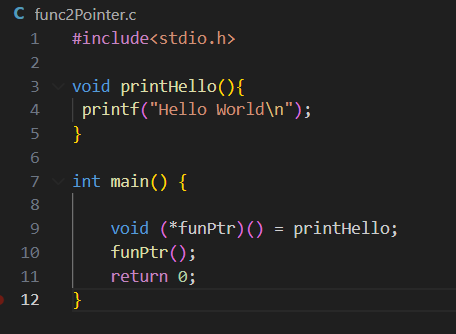 C func2Pointer.c
1 #include<stdio.h>
2
3 void printHello(){
4  printf("Hello World\n");
5 }
6
7 int main() {
8
9     void (*funPtr)() = printHello;
10     funPtr();
11     return 0;
12 }